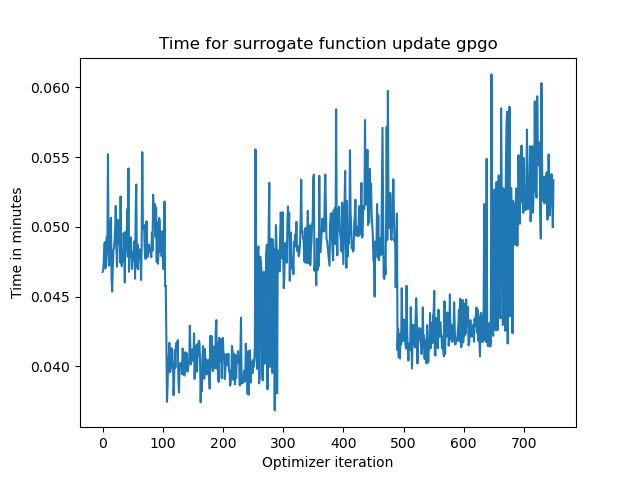 Time for surrogate function update gpgo
0.060
0.055
0.050
0.045
0.040
Time in minutes
0 100 200 300 400 500 600 700
Optimizer iteration